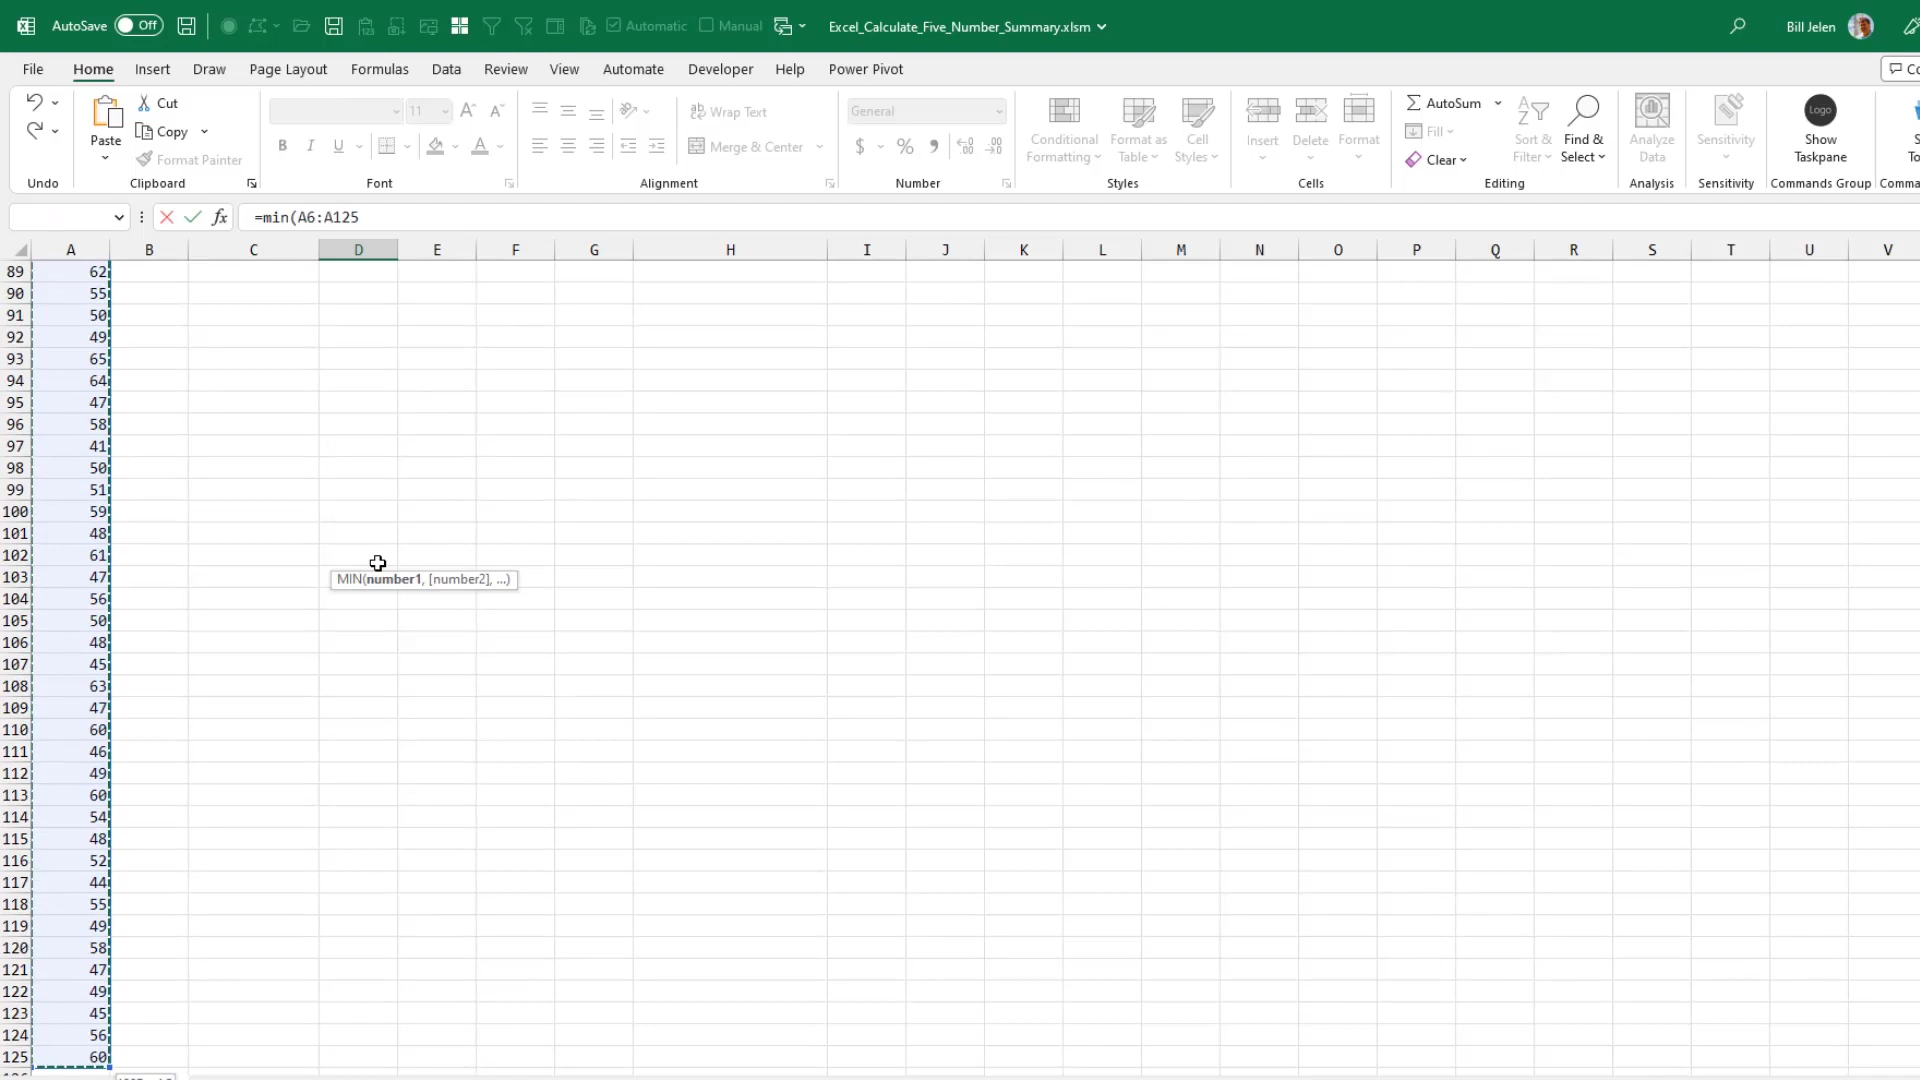 AutoSave Off Automatic Manual Excel_Calculate_Five_Number_Summary.xlsm Bill Jelen
File Home Insert Draw Page Layout Formulas Data Review View Automate Developer Help Power Pivot
Cut
Copy
Format Painter
Paste
11
B I U
Wrap Text
Merge & Center
General
$ %
Conditional Formatting
Format as Table
Cell Styles
Insert Delete Format
AutoSum
Fill
Clear
Sort & Filter
Find & Select
Analyze Data
Sensitivity
Logo
Show Taskpane
Undo Clipboard Font Alignment Number Styles Cells Editing Analysis Sensitivity Commands Group
fx =min(A6:A125
A B C D E F G H I J K L M N O P Q R S T U V
89 62
90 55
91 50
92 49
93 65
94 64
95 47
96 58
97 41
98 50
99 51
100 59
101 48
102 61
103 47
MIN(number1, [number2], ...)
104 56
105 50
106 48
107 45
108 63
109 47
110 60
111 46
112 49
113 60
114 54
115 48
116 52
117 44
118 55
119 49
120 58
121 47
122 49
123 45
124 56
125 60